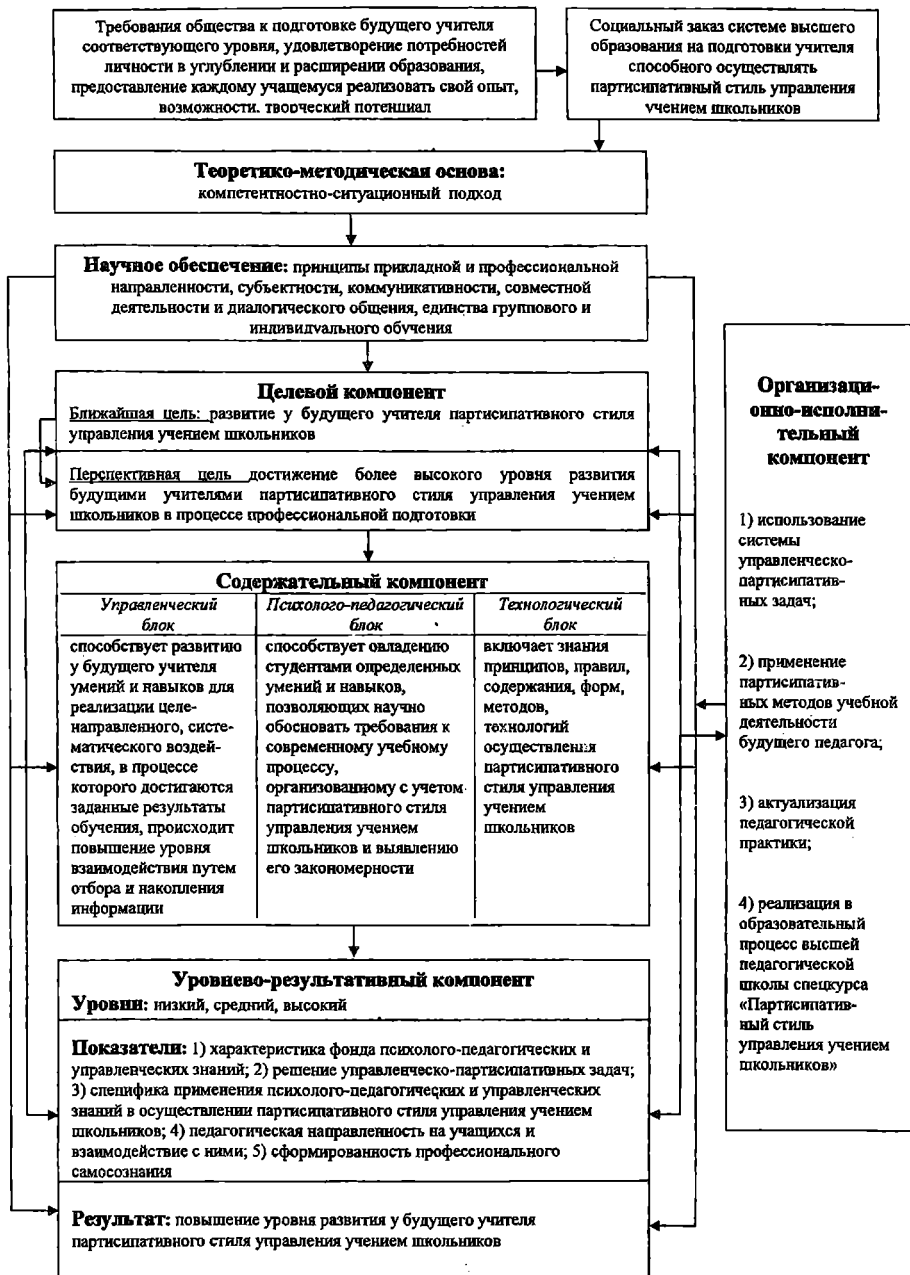 Требования общества к подготовке будущего учителя
соответствующего уровня, удовлетворение потребностей
личности в углублении и расширении образования,
предоставление каждому учащемуся реализовать свой опыт,
возможности, творческий потенциал
Социальный заказ системе высшего
образования на подготовки учителя
способного осуществлять
партисипативный стиль управления
учением школьников
Теоретико-методическая основа:
компетентностно-ситуационный подход
Научное обеспечение: принципы прикладной и профессиональной
направленности, субъектности, коммуникативности, совместной
деятельности и диалогического общения, единства группового и
индивидуального обучения
Целевой компонент
Ближайшая цель: развитие у будущего учителя партисипативного стиля
управления учением школьников
Перспективная цель достижение более высокого уровня развития
будущими учителями партисипативного стиля управления учением
школьников в процессе профессиональной подготовки
Содержательный компонент
Управленческий
блок
способствует развитию
у будущего учителя
умений и навыков для
реализации целе-
направленного, систе-
матического воздей-
ствия, в процессе
которого достигаются
заданные результаты
обучения, происходит
повышение уровня
взаимодействия путем
отбора и накопления
информации
Психолого-педагогический
блок
способствует овладению
студентами определенных
умений и навыков,
позволяющих научно
обосновать требования к
современному учебному
процессу,
организованному с учетом
партисипативного стиля
управления учением
школьников и выявлению
его закономерности
Технологический
блок
включает знания
принципов, правил,
содержания, форм,
методов,
технологий
осуществления
партисипативного
стиля управления
учением
школьников
Уровнево-результативный компонент
Уровни: низкий, средний, высокий
Показатели: 1) характеристика фонда психолого-педагогических и
управленческих знаний; 2) решение управленческо-партисипативных задач;
3) специфика применения психолого-педагогических и управленческих
знаний в осуществлении партисипативного стиля управления учением
школьников; 4) педагогическая направленность на учащихся и
взаимодействие с ними; 5) сформированность профессионального
самосознания
Результат: повышение уровня развития у будущего учителя
партисипативного стиля управления учением школьников
Организаци-
онно-исполни-
тельный
компонент
1) использование
системы
управленческо-
партисипатив-
ных задач;
2) применение
партисипатив-
ных методов учебной
деятельности
будущего педагога;
3) актуализация
педагогической
практики;
4) реализация в
образовательный
процесс высшей
педагогической
школы спецкурса
«Партисипатив-
ный стиль
управления учением
школьников»